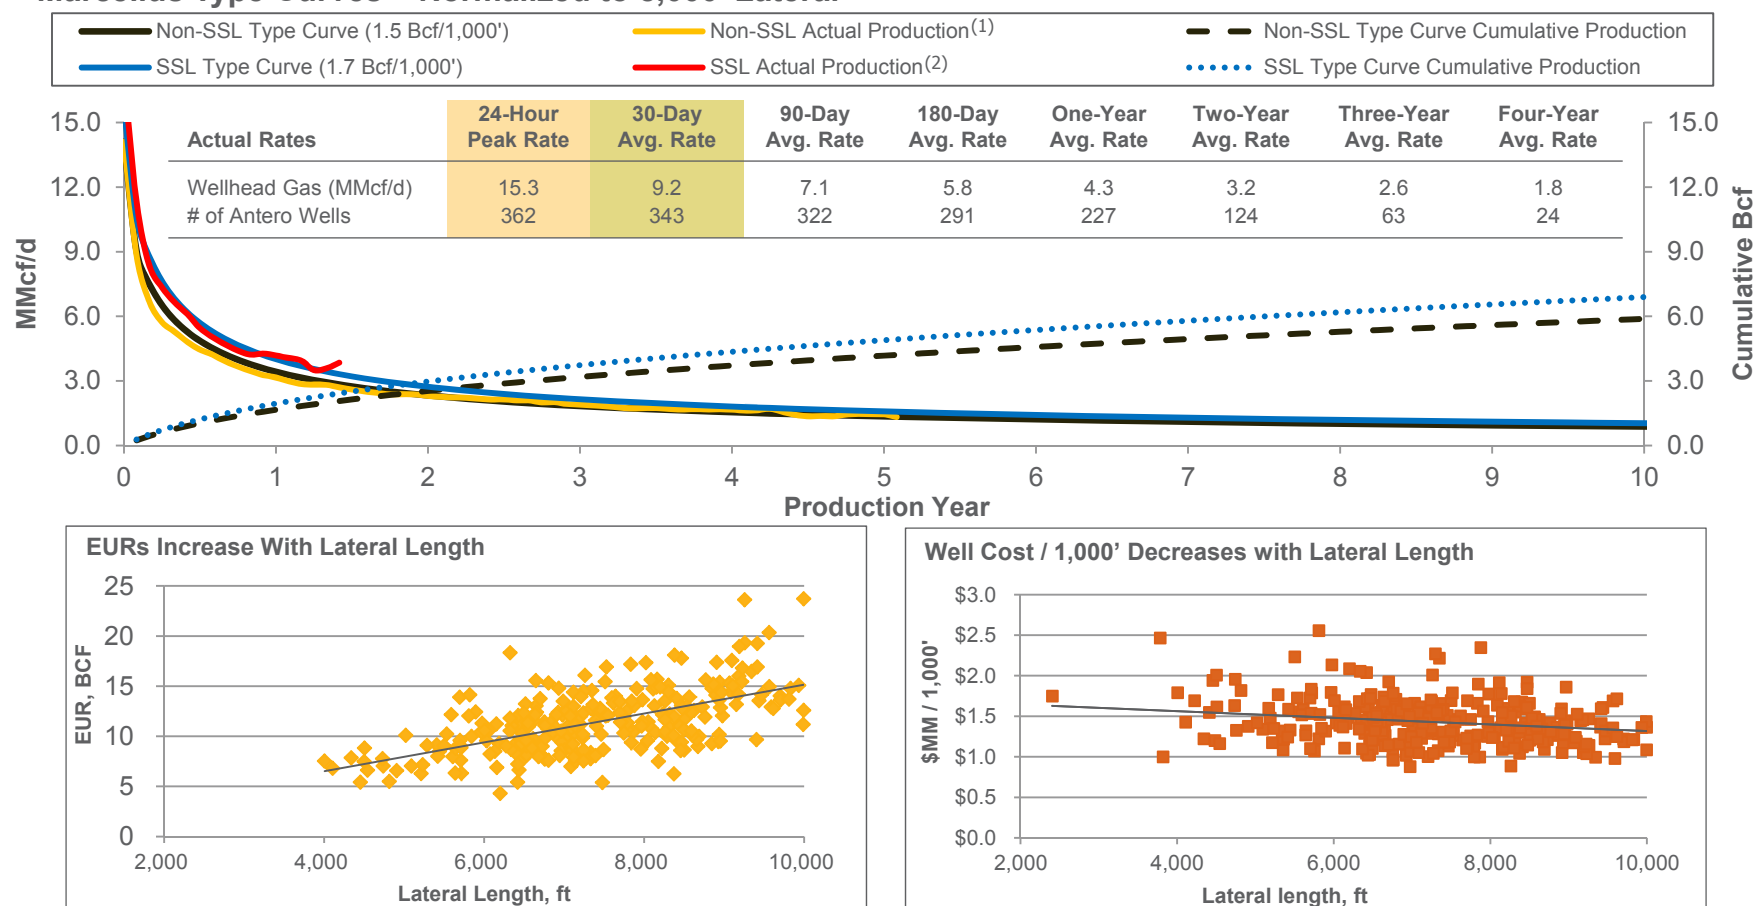 Non-SSL Type Curve (1.5 Bcf/1,000') Non-SSL Actual Production(1) Non-SSL Type Curve Cumulative Production
SSL Type Curve (1.7 Bcf/1,000') SSL Actual Production(2) SSL Type Curve Cumulative Production
Actual Rates 24-Hour Peak Rate 30-Day Avg. Rate 90-Day Avg. Rate 180-Day Avg. Rate One-Year Avg. Rate Two-Year Avg. Rate Three-Year Avg. Rate Four-Year Avg. Rate
Wellhead Gas (MMcf/d) 15.3 9.2 7.1 5.8 4.3 3.2 2.6 1.8
# of Antero Wells 362 343 322 291 227 124 63 24
MMcf/d
15.0
12.0
9.0
6.0
3.0
0.0
15.0
12.0
9.0
6.0
3.0
0.0
Cumulative Bcf
0 1 2 3 4 5 6 7 8 9 10
Production Year
EURs Increase With Lateral Length
EUR, BCF
25
20
15
10
5
0
2,000 4,000 6,000 8,000 10,000
Lateral Length, ft
Well Cost / 1,000’ Decreases with Lateral Length
$MM / 1,000'
$3.0
$2.5
$2.0
$1.5
$1.0
$0.5
$0.0
2,000 4,000 6,000 8,000 10,000
Lateral length, ft